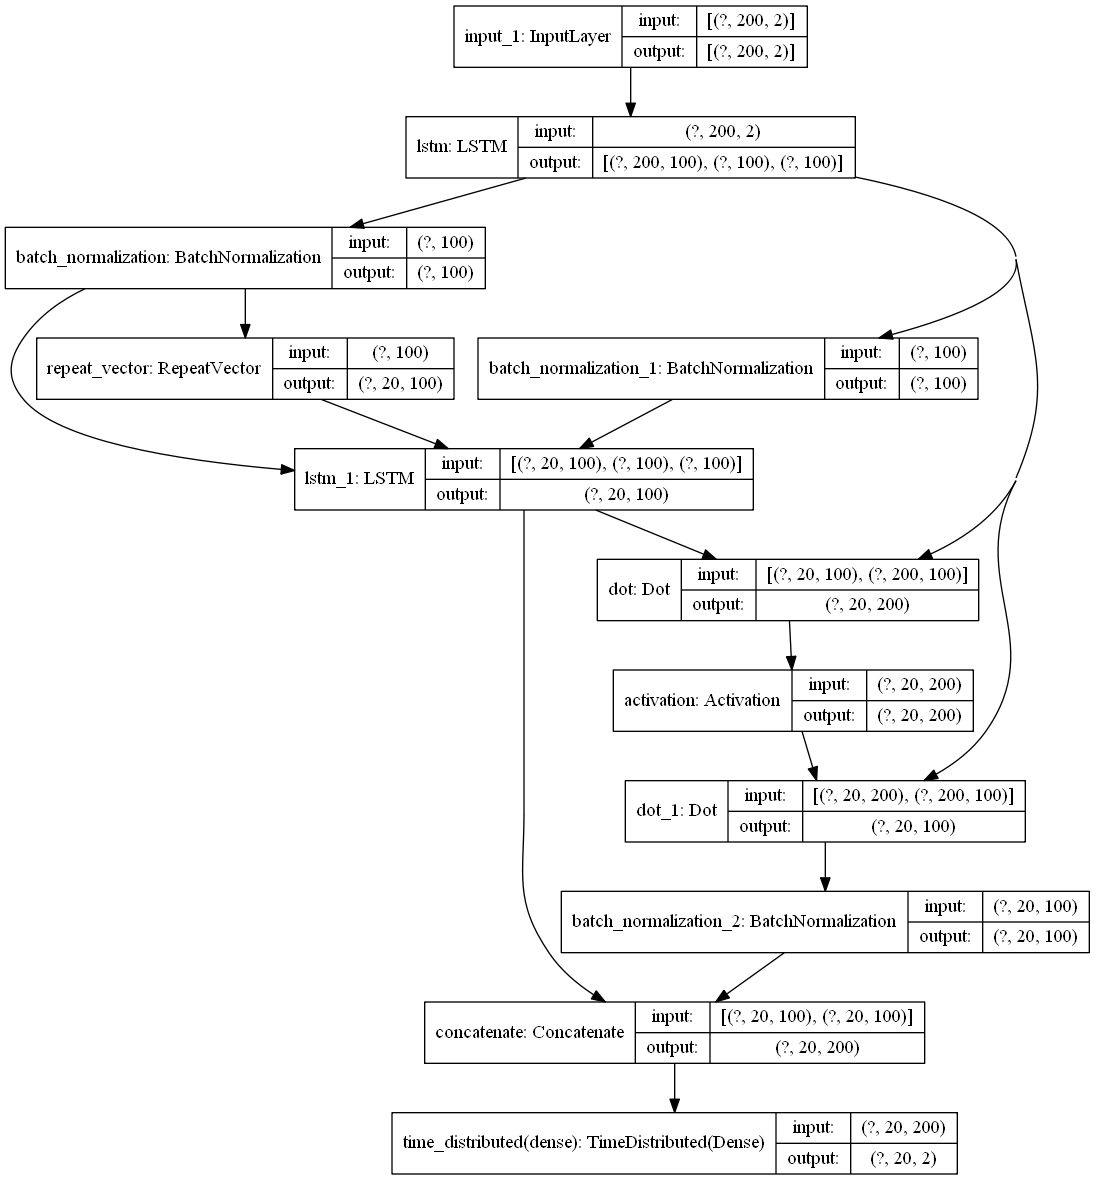 input_1: InputLayer
input:
[(?, 200, 2)]
output:
[(?, 200, 2)]
lstm: LSTM
input:
(?, 200, 2)
output:
[(?, 200, 100), (?, 100), (?, 100)]
batch_normalization: BatchNormalization
input:
(?, 100)
output:
(?, 100)
repeat_vector: RepeatVector
input:
(?, 100)
output:
(?, 20, 100)
batch_normalization_1: BatchNormalization
input:
(?, 100)
output:
(?, 100)
lstm_1: LSTM
input:
[(?, 20, 100), (?, 100), (?, 100)]
output:
(?, 20, 100)
dot: Dot
input:
[(?, 20, 100), (?, 200, 100)]
output:
(?, 20, 200)
activation: Activation
input:
(?, 20, 200)
output:
(?, 20, 200)
dot_1: Dot
input:
[(?, 20, 200), (?, 200, 100)]
output:
(?, 20, 100)
batch_normalization_2: BatchNormalization
input:
(?, 20, 100)
output:
(?, 20, 100)
concatenate: Concatenate
input:
[(?, 20, 100), (?, 20, 100)]
output:
(?, 20, 200)
time_distributed(dense): TimeDistributed(Dense)
input:
(?, 20, 200)
output:
(?, 20, 2)